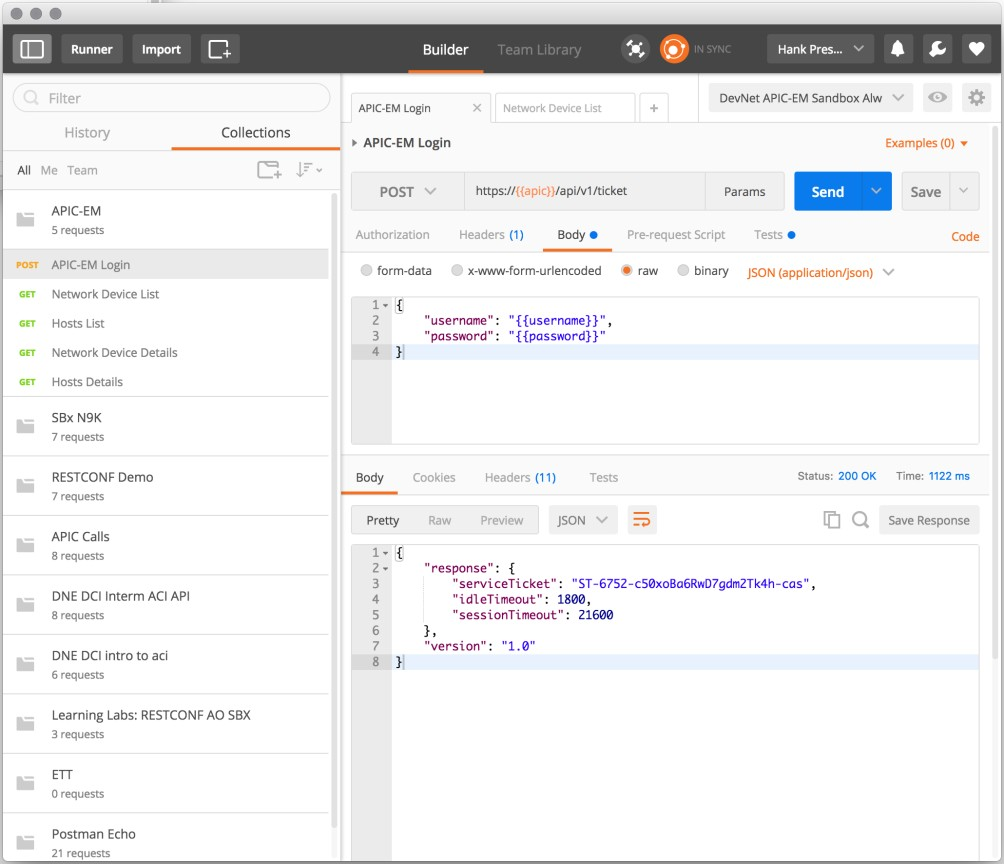 Runner
Import
Builder
Team Library
IN SYNC
Hank Pres...
Filter
History
Collections
All Me Team
APIC-EM
5 requests
POST APIC-EM Login
GET Network Device List
GET Hosts List
GET Network Device Details
GET Hosts Details
SBx N9K
7 requests
RESTCONF Demo
7 requests
APIC Calls
8 requests
DNE DCI Interm ACI API
8 requests
DNE DCI intro to aci
6 requests
Learning Labs: RESTCONF AO SBX
3 requests
ETT
0 requests
Postman Echo
21 requests
APIC-EM Login
Network Device List
DevNet APIC-EM Sandbox Alw
APIC-EM Login
Examples (0)
POST
https://{{apic}}/api/v1/ticket
Params
Send
Save
Authorization
Headers (1)
Body
Pre-request Script
Tests
Code
form-data
x-www-form-urlencoded
raw
binary
JSON (application/json)
1 {
2 "username": "{{username}}",
3 "password": "{{password}}"
4 }
Body
Cookies
Headers (11)
Tests
Status: 200 OK
Time: 1122 ms
Pretty
Raw
Preview
JSON
Save Response
1 {
2 "response": {
3 "serviceTicket": "ST-6752-c50xoBa6RwD7gdm2Tk4h-cas",
4 "idleTimeout": 1800,
5 "sessionTimeout": 21600
6 },
7 "version": "1.0"
8 }